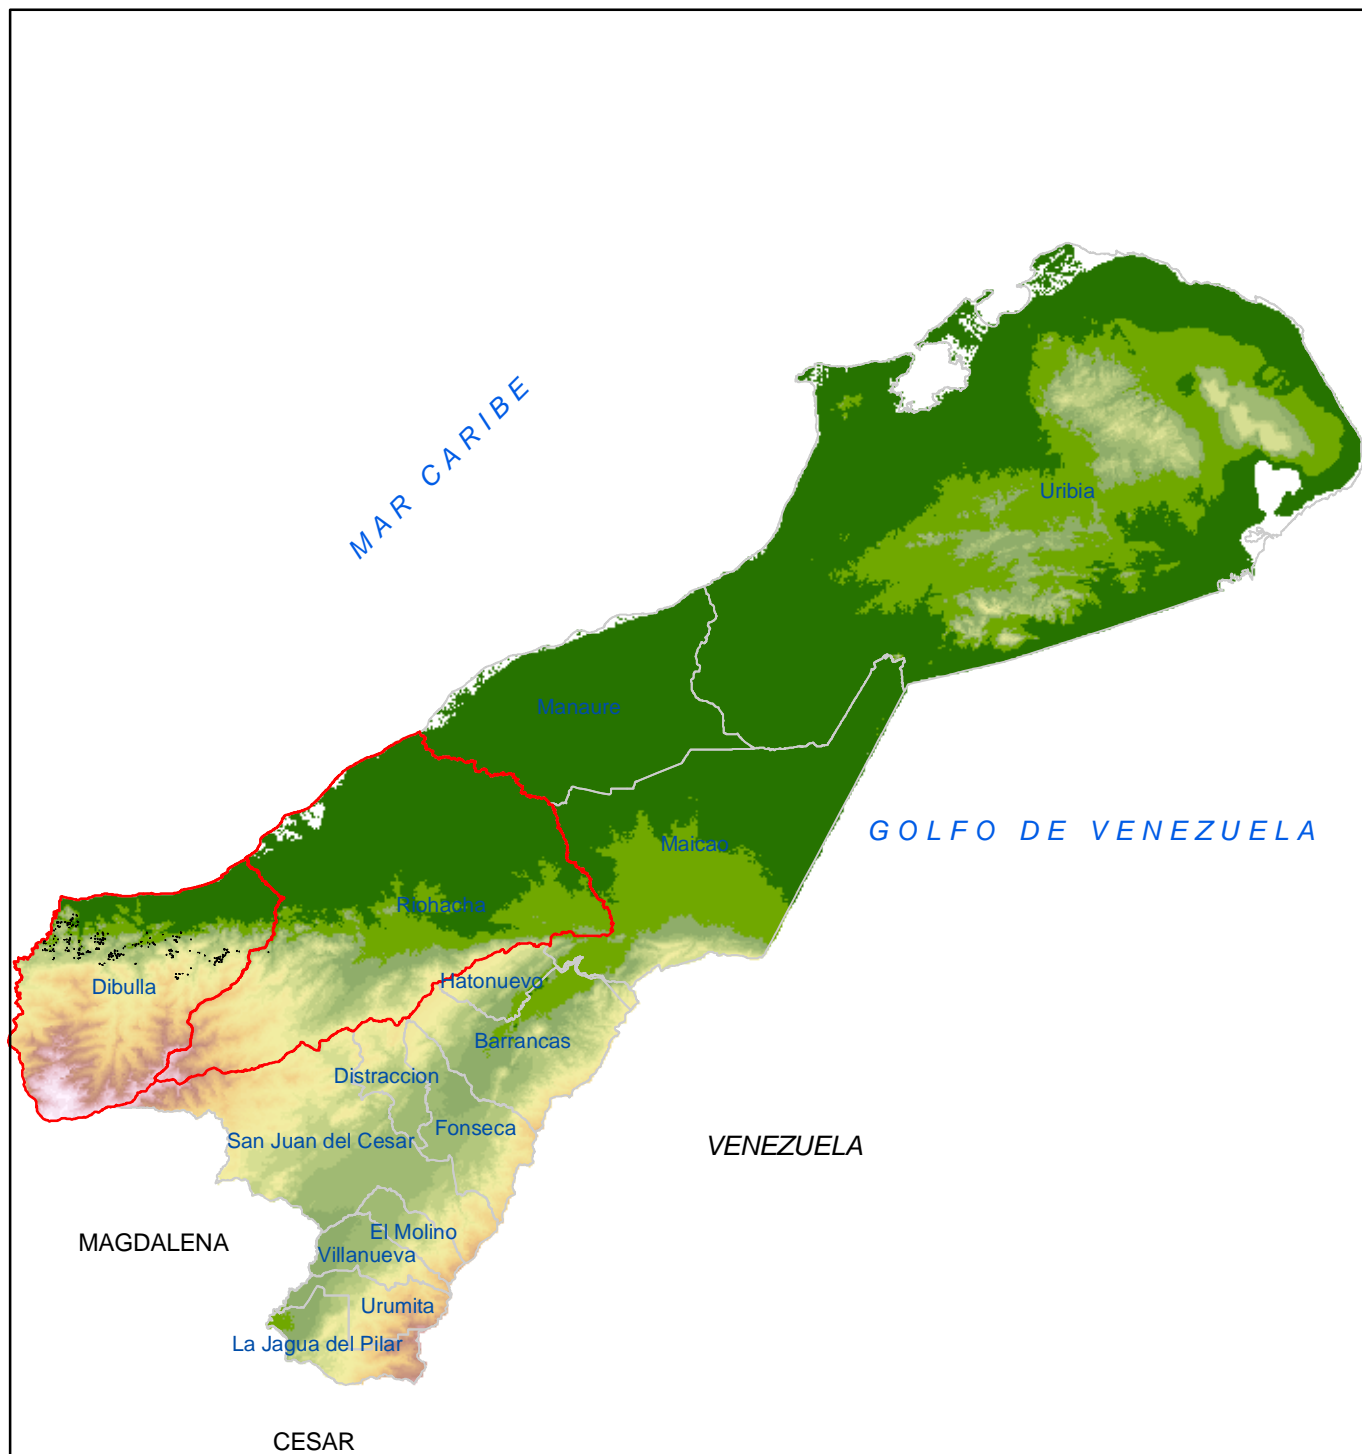 MAR CARIBE
Uribia
Manaure
GOLFO DE VENEZUELA
Maicao
Riohacha
Hatonuevo
Dibulla
Barrancas
Distraccion
Fonseca
San Juan del Cesar
VENEZUELA
El Molino
MAGDALENA
Villanueva
Urumita
La Jagua del Pilar
CESAR